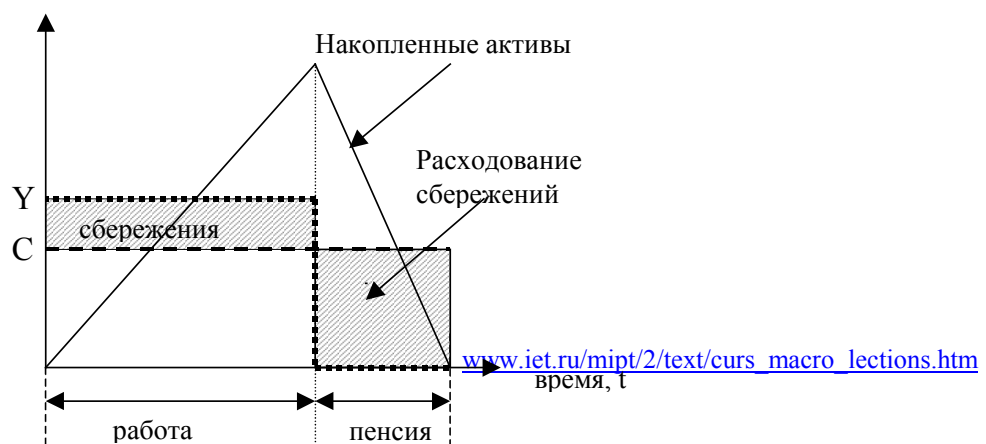 Накопленные активы
Расходование
сбережений
Y
сбережения
C
www.iet.ru/mipt/2/text/curs_macro_lections.htm
время, t
работа
пенсия